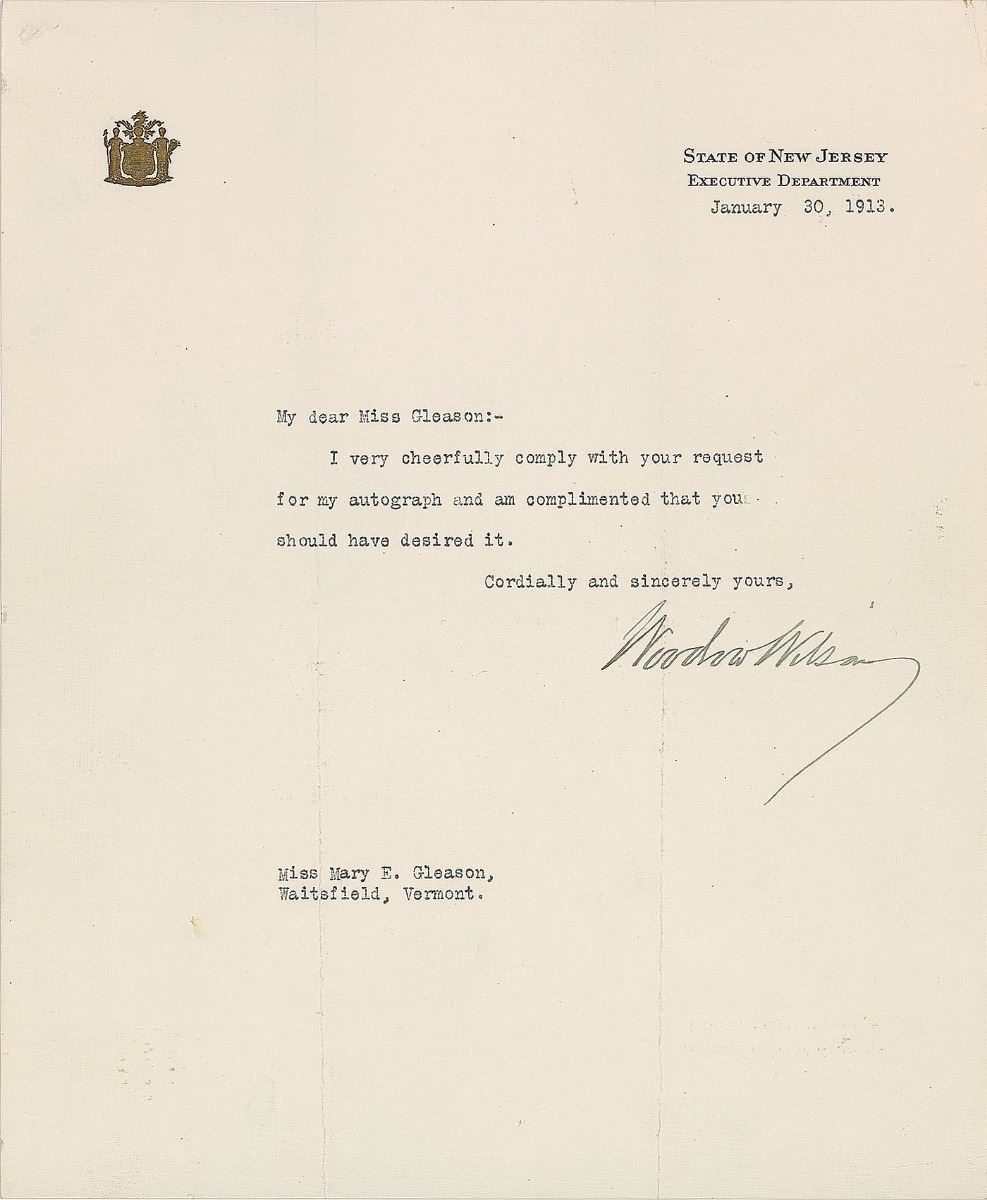 STATE OF NEW JERSEY
EXECUTIVE DEPARTMENT
January 30, 1913.
My dear Miss Gleason:-
I very cheerfully comply with your request
for my autograph and am complimented that you
should have desired it.
Cordially and sincerely yours,
Woodrow Wilson
Miss Mary E. Gleason,
Waitsfield, Vermont.